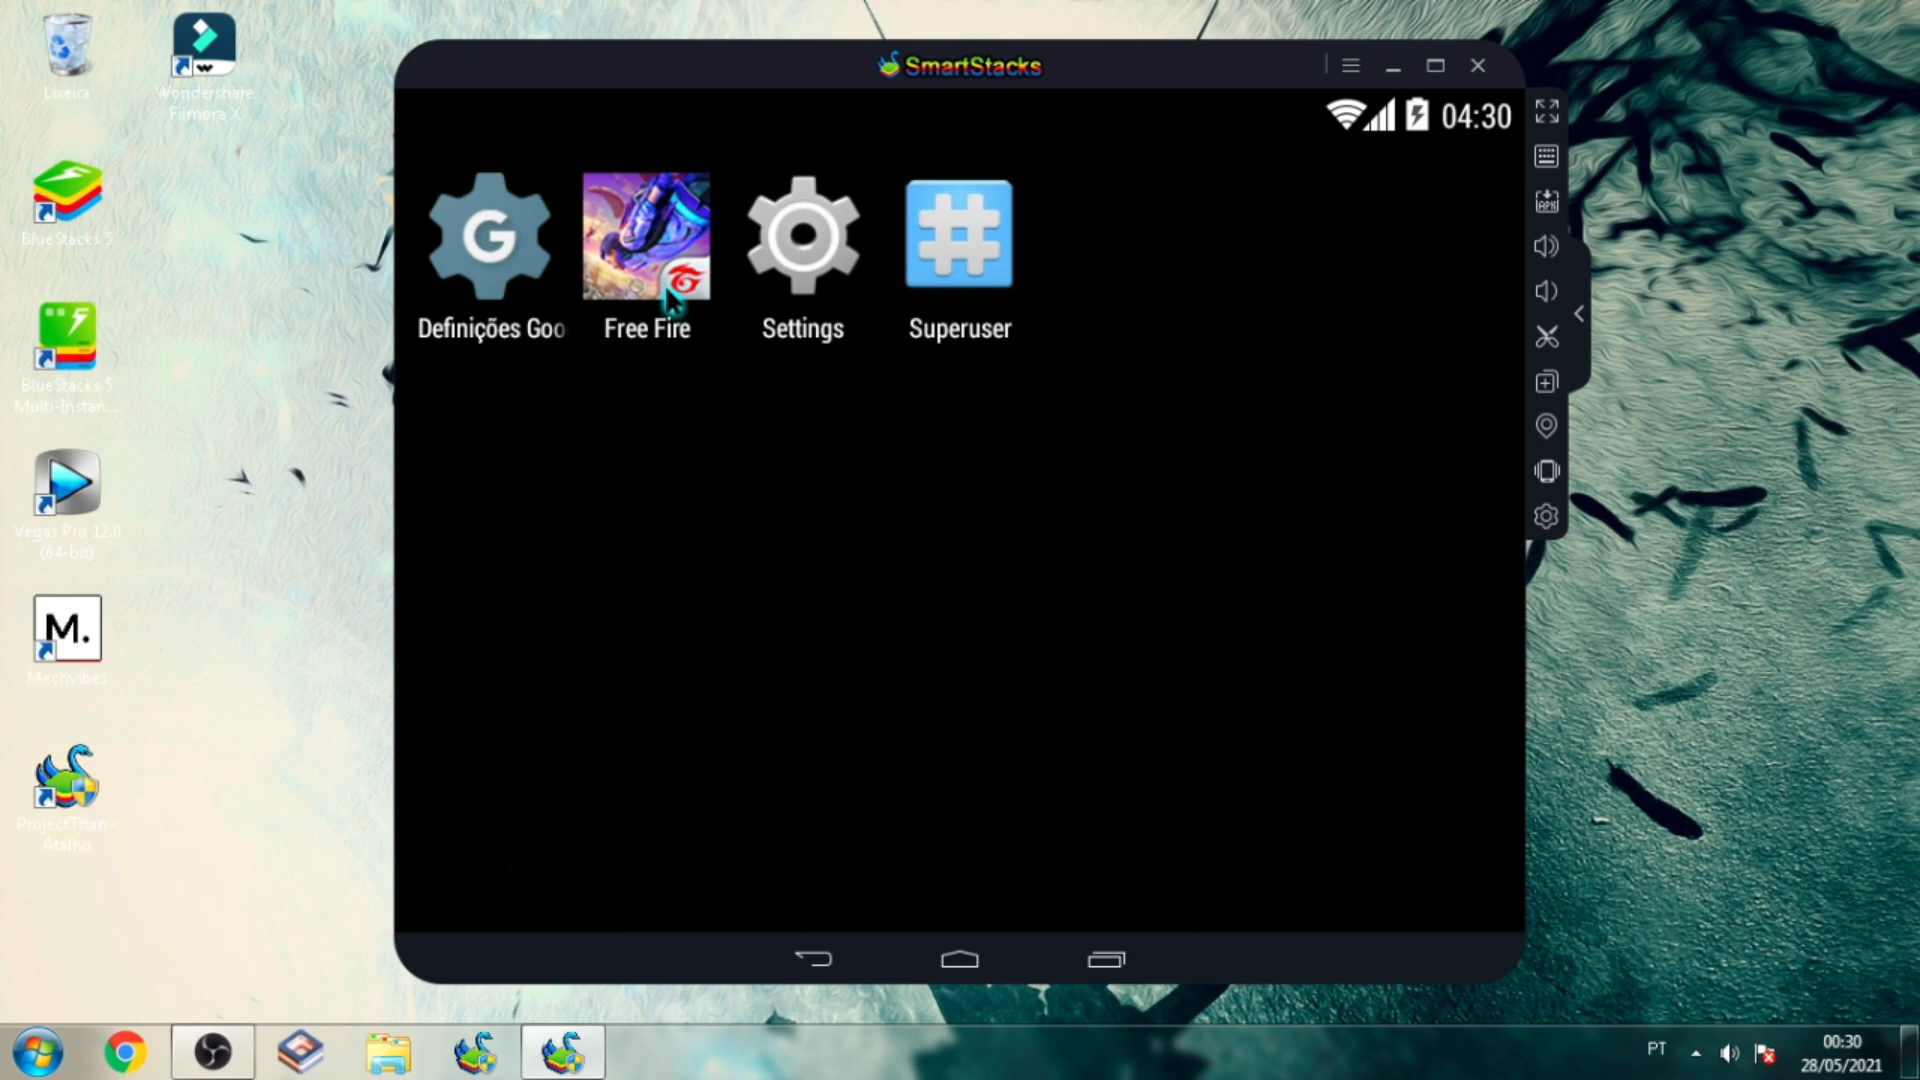 Lixeira
Wondershare
Filmora X
BlueStacks 5
BlueStacks 5
Multi-Instan...
Vegas Pro 12.0
(64-bit)
M.
Mechvibes
ProjectTitan -
Atalho
SmartStacks
04:30
G
Definições Goo
Free Fire
Settings
Superuser
APK
PT
00:30
28/05/2021